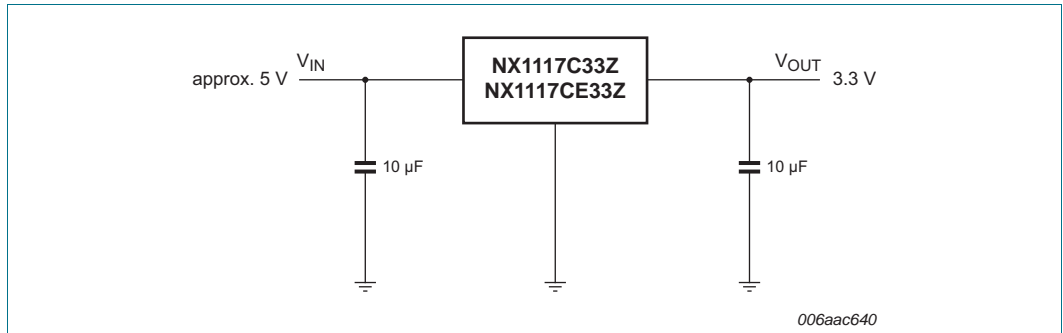 approx. 5 V
VIN
NX1117C33Z
NX1117CE33Z
VOUT
3.3 V
10 µF
10 µF
006aac640